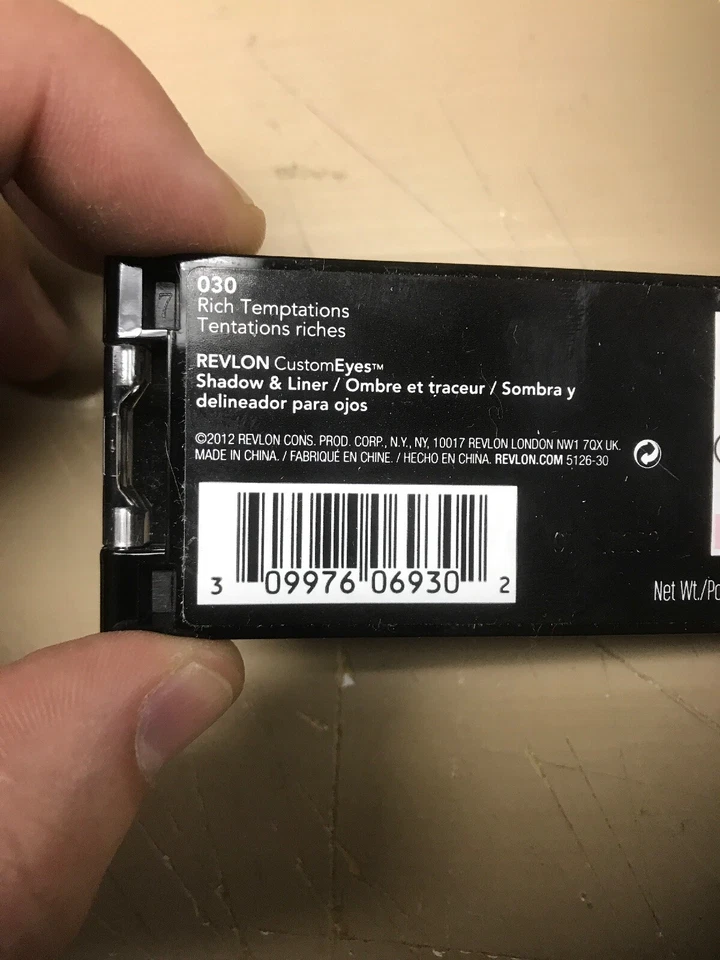 030
Rich Temptations
Tentations riches
REVLON CustomEyes™
Shadow & Liner / Ombre et traceur / Sombra y
delineador para ojos
©2012 REVLON CONS. PROD. CORP., N.Y., NY, 10017 REVLON LONDON NW1 7QX UK.
MADE IN CHINA. / FABRIQUÉ EN CHINE. / HECHO EN CHINA. REVLON.COM 5126-30
3 09976 06930 2
Net Wt./
7